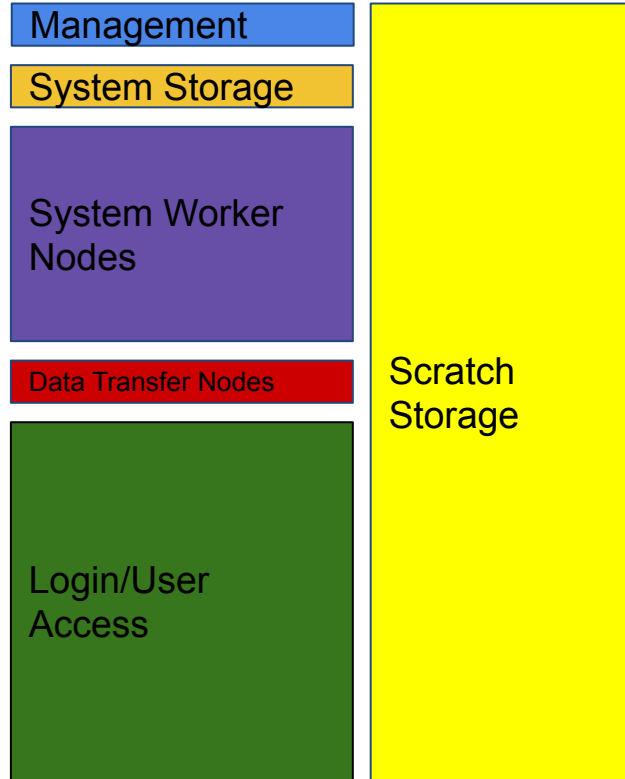 Management
System Storage
System Worker
Nodes
Data Transfer Nodes
Login/User
Access
Scratch
Storage